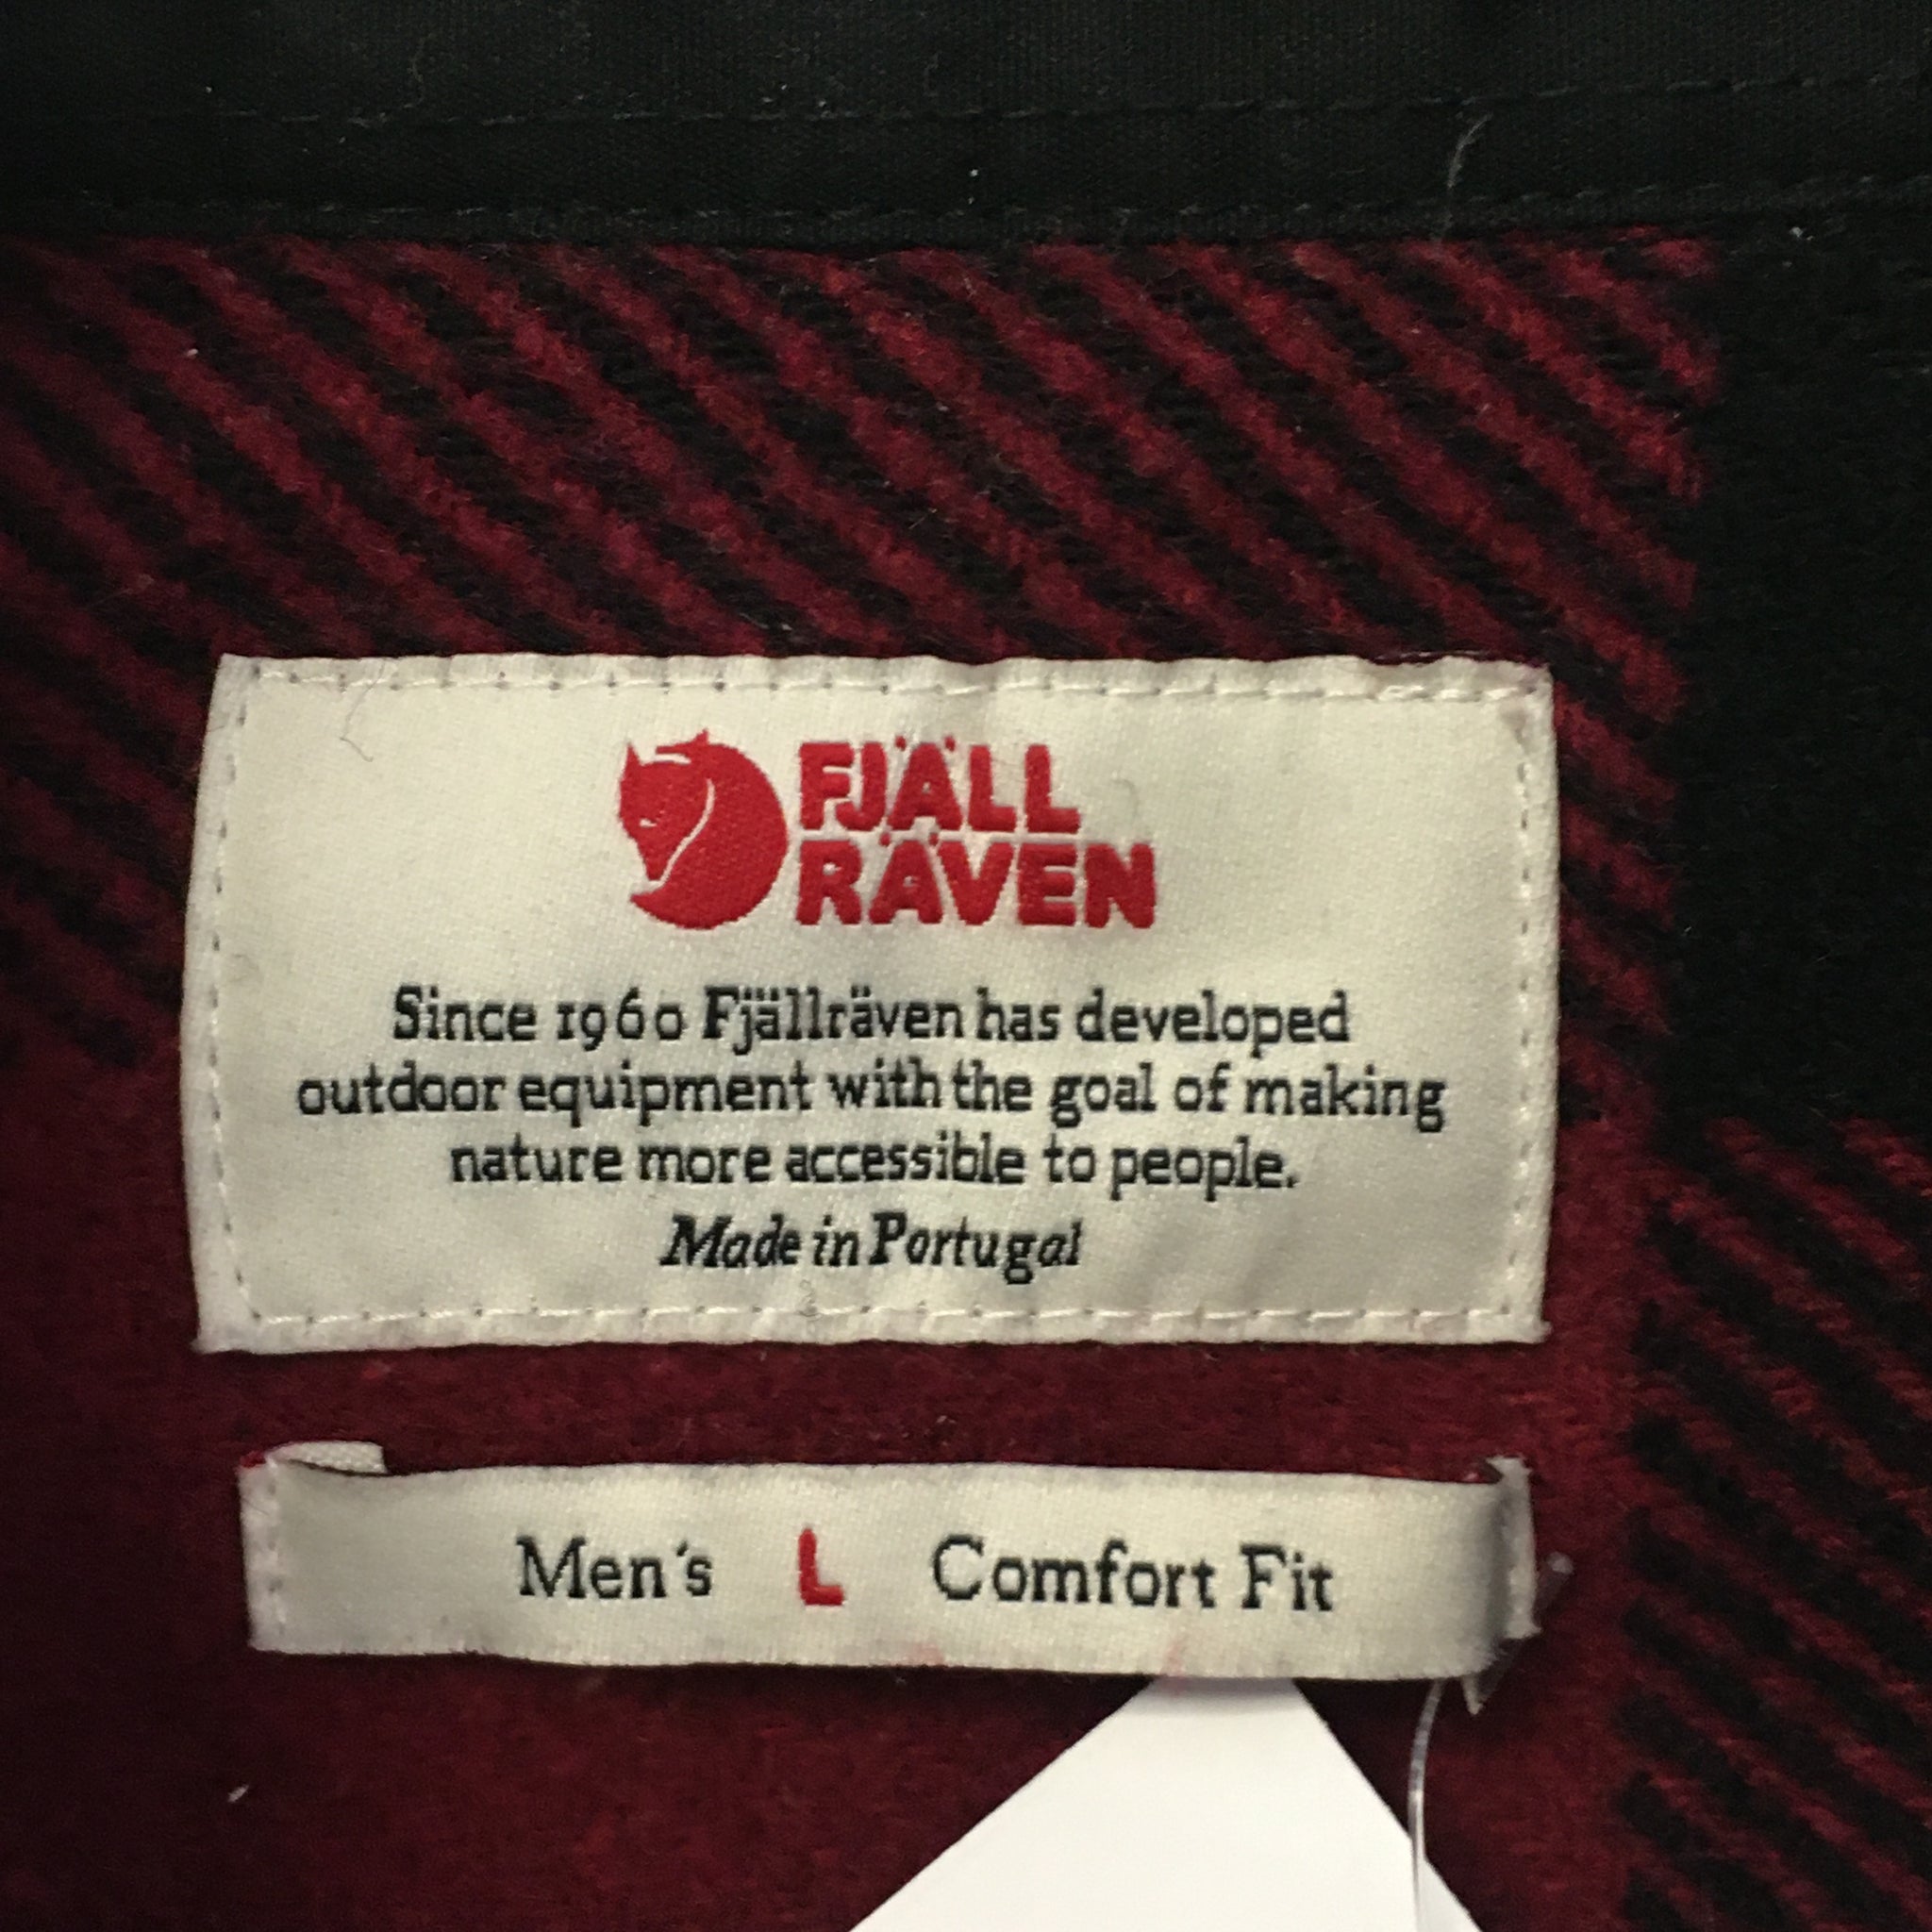 FJÄLL
RÄVEN
Since 1960 Fjällräven has developed
outdoor equipment with the goal of making
nature more accessible to people.
Made in Portugal
Men's L Comfort Fit